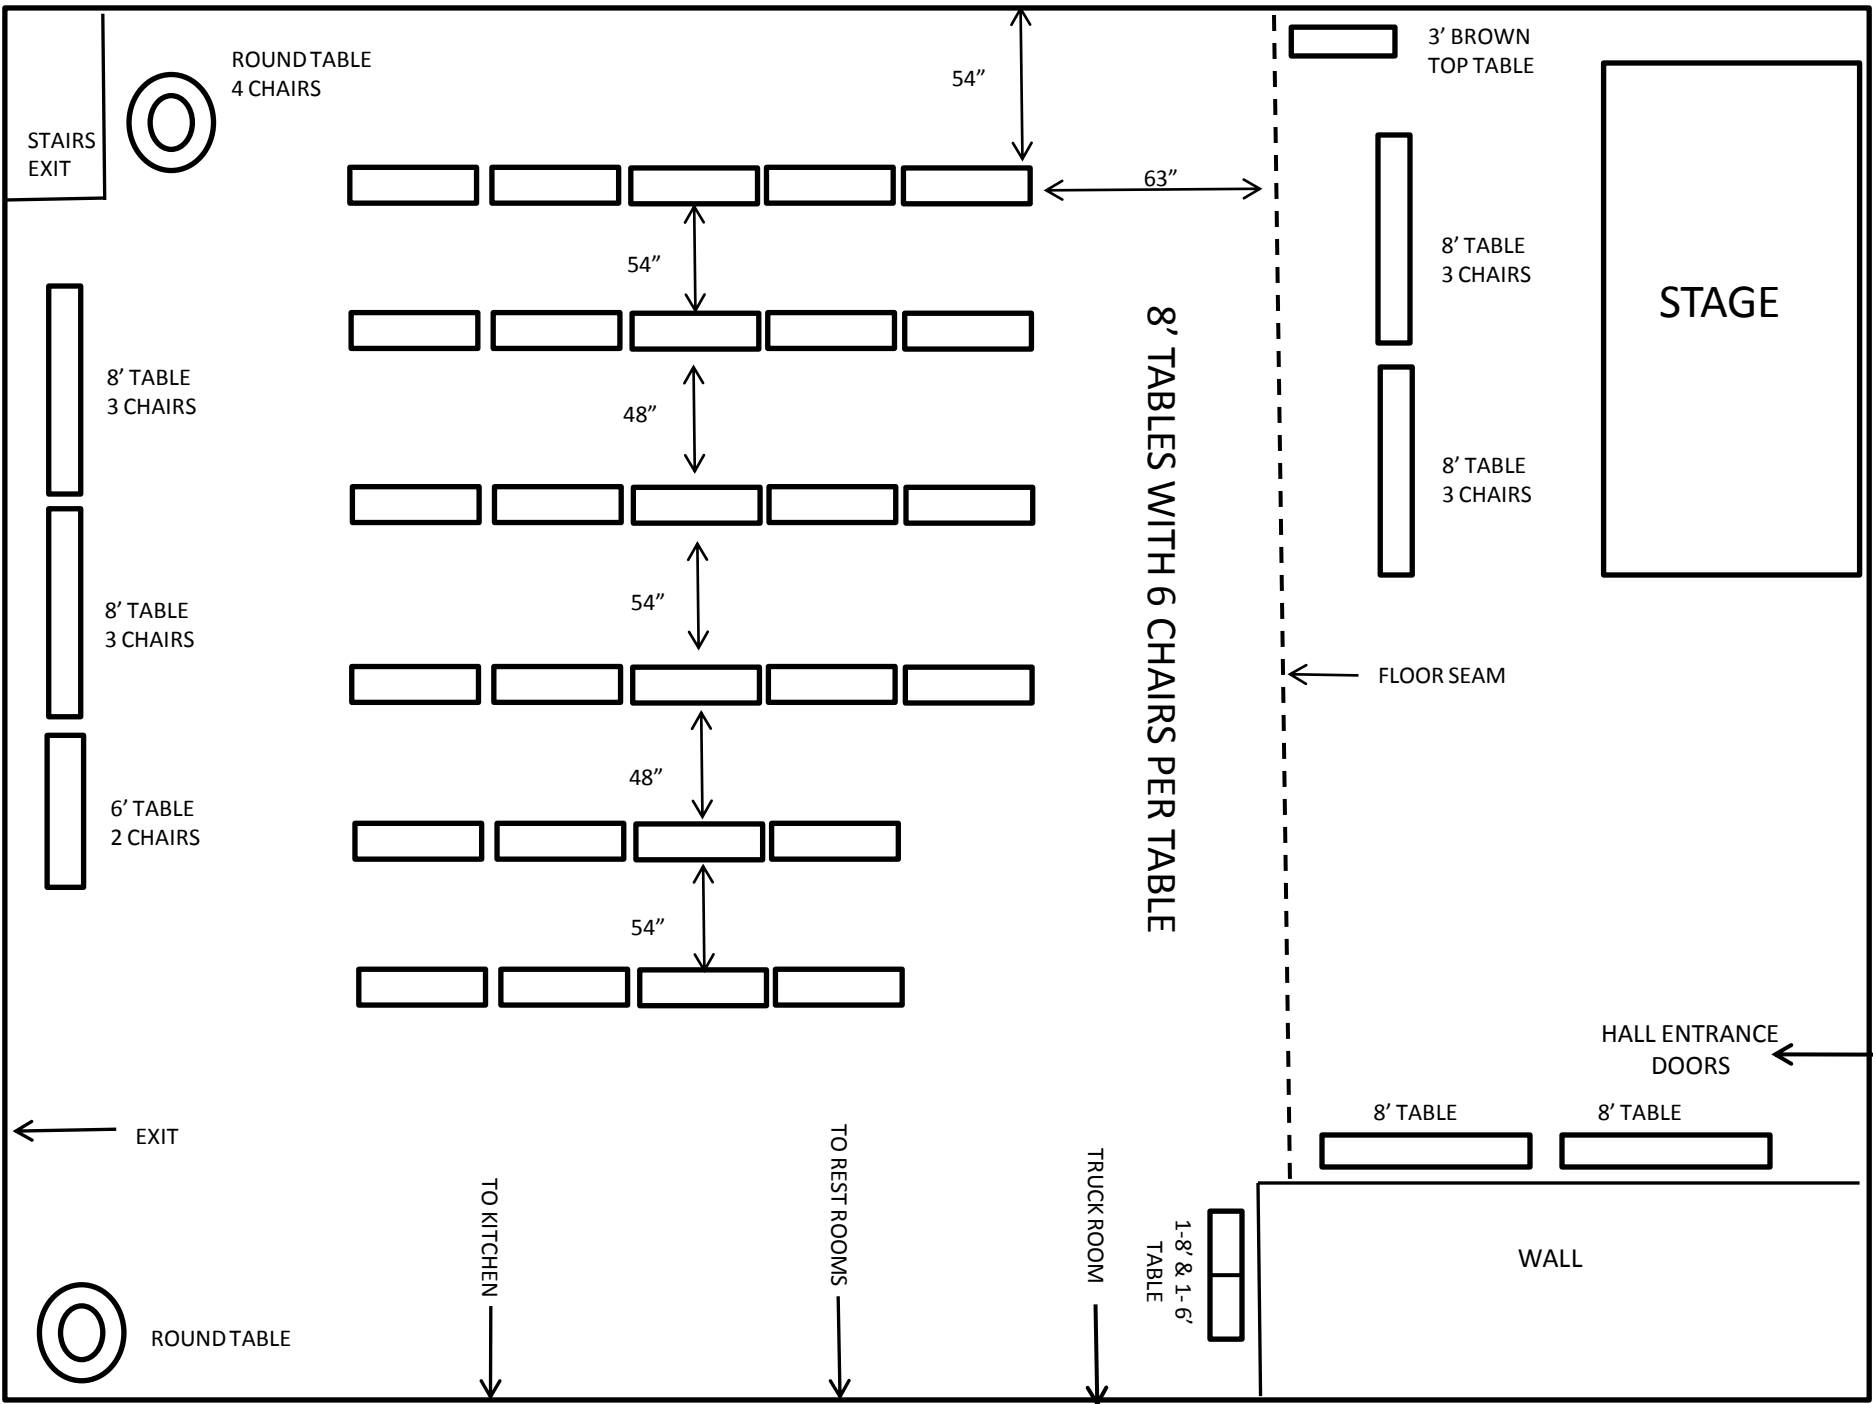 ROUND TABLE
4 CHAIRS
54”
3’ BROWN
TOP TABLE
STAIRS
EXIT
63”
54”
8’ TABLE
3 CHAIRS
STAGE
8’ TABLE
3 CHAIRS
48”
8’ TABLES WITH 6 CHAIRS PER TABLE
8’ TABLE
3 CHAIRS
8’ TABLE
3 CHAIRS
54”
FLOOR SEAM
48”
6’ TABLE
2 CHAIRS
54”
HALL ENTRANCE
DOORS
8’ TABLE
8’ TABLE
EXIT
TO KITCHEN
TO REST ROOMS
TRUCK ROOM
1-8’ & 1- 6’
TABLE
WALL
ROUND TABLE